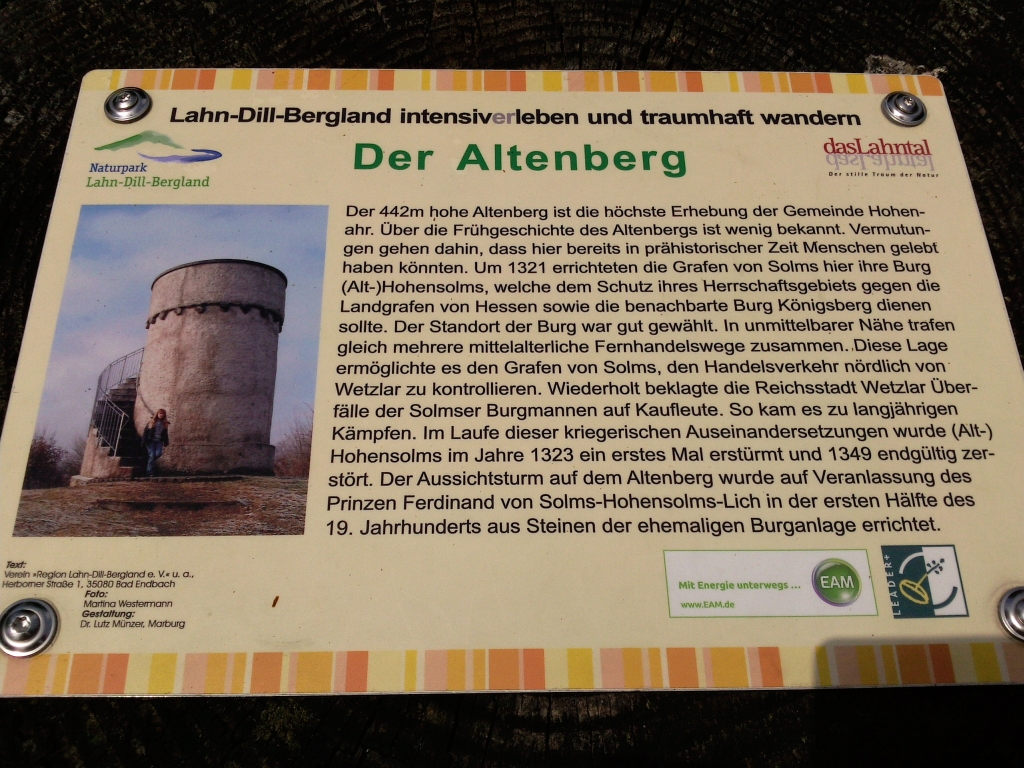 Lahn-Dill-Bergland intensiverleben und traumhaft wandern
Naturpark
Lahn-Dill-Bergland
Der Altenberg
dasLahntal
Der stille Traum der Natur
Der 442m hohe Altenberg ist die höchste Erhebung der Gemeinde Hohen-
ahr. Über die Frühgeschichte des Altenbergs ist wenig bekannt. Vermutun-
gen gehen dahin, dass hier bereits in prähistorischer Zeit Menschen gelebt
haben könnten. Um 1321 errichteten die Grafen von Solms hier ihre Burg
(Alt-)Hohensolms, welche dem Schutz ihres Herrschaftsgebiets gegen die
Landgrafen von Hessen sowie die benachbarte Burg Königsberg dienen
sollte. Der Standort der Burg war gut gewählt. In unmittelbarer Nähe trafen
gleich mehrere mittelalterliche Fernhandelswege zusammen. Diese Lage
ermöglichte es den Grafen von Solms, den Handelsverkehr nördlich von
Wetzlar zu kontrollieren. Wiederholt beklagte die Reichsstadt Wetzlar Über-
fälle der Solmser Burgmannen auf Kaufleute. So kam es zu langjährigen
Kämpfen. Im Laufe dieser kriegerischen Auseinandersetzungen wurde (Alt-)
Hohensolms im Jahre 1323 ein erstes Mal erstürmt und 1349 endgültig zer-
stört. Der Aussichtsturm auf dem Altenberg wurde auf Veranlassung des
Prinzen Ferdinand von Solms-Hohensolms-Lich in der ersten Hälfte des
19. Jahrhunderts aus Steinen der ehemaligen Burganlage errichtet.
Text:
Verein »Region Lahn-Dill-Bergland e. V.« u. a.,
Herborner Straße 1, 35080 Bad Endbach
Foto:
Martina Westermann
Gestaltung:
Dr. Lutz Münzer, Marburg
Mit Energie unterwegs ...
www.EAM.de
EAM
LEADER+